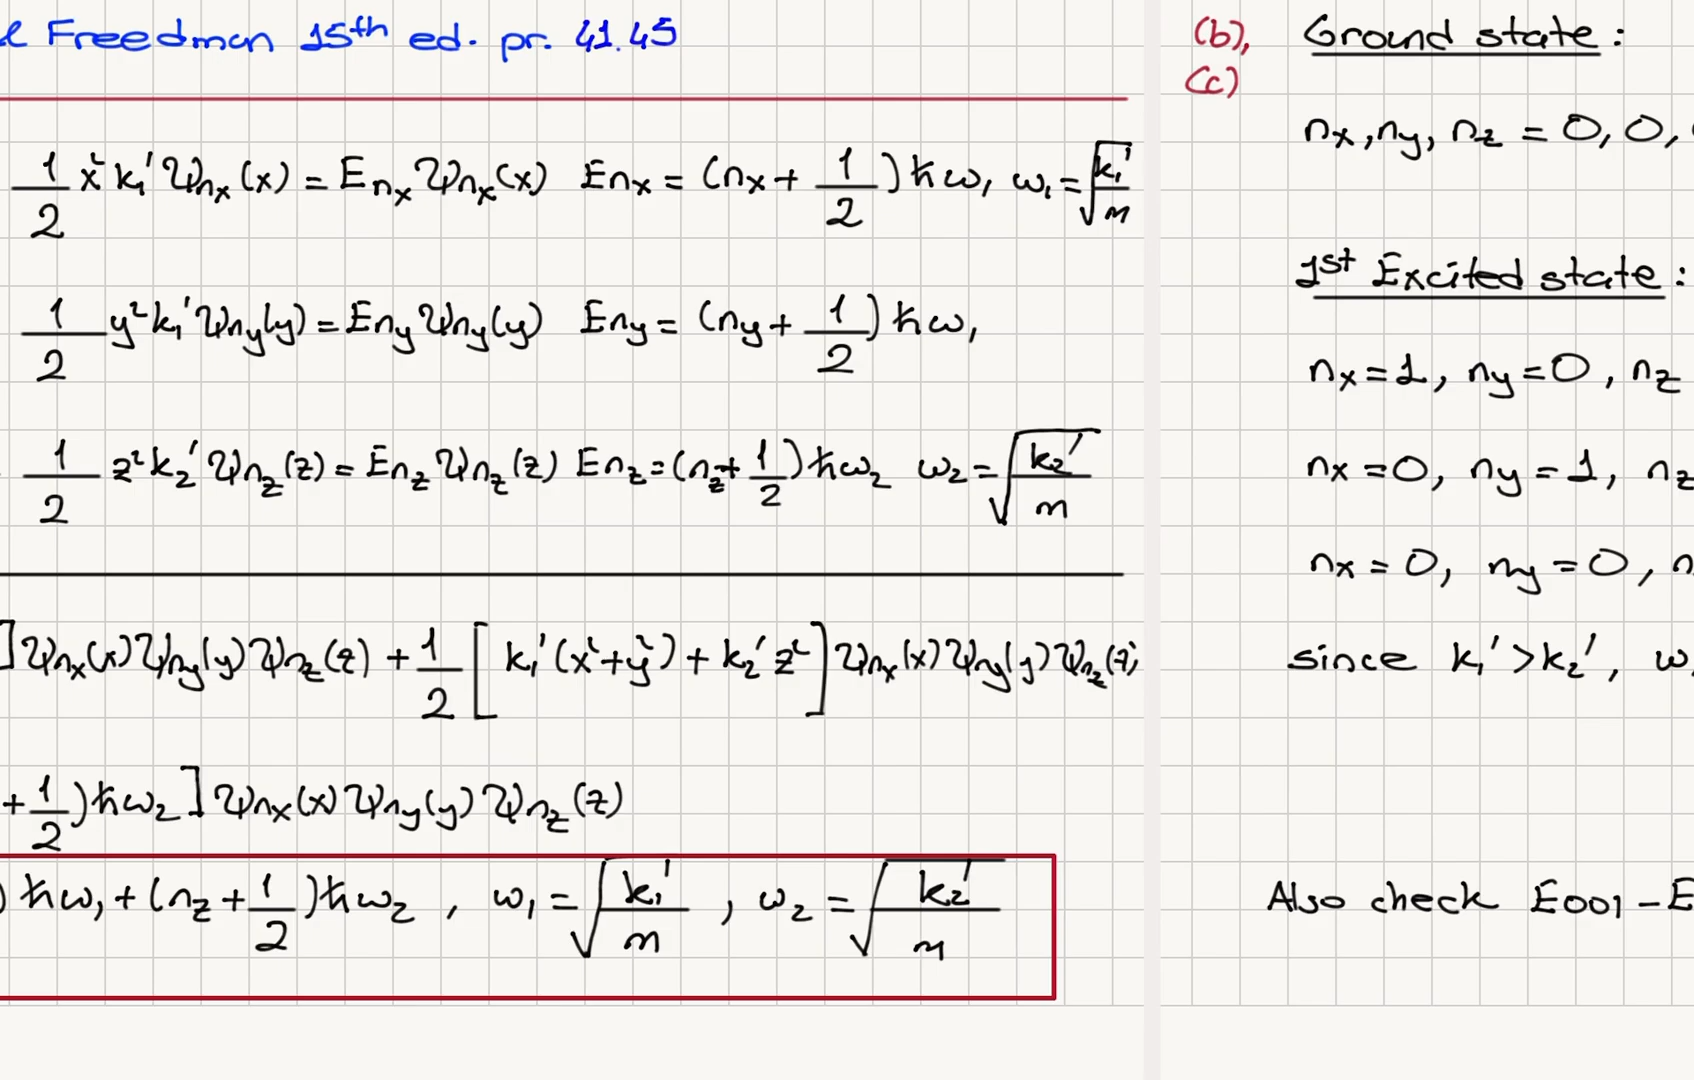 Freedman 15th ed. pr. 41.45
1/2 x² k₁' Ψnx(x) = Enx Ψnx(x) Enx = (nx + 1/2) ħω₁ ω₁ = √(k₁'/m)
1/2 y² k₁' Ψny(y) = Eny Ψny(y) Eny = (ny + 1/2) ħω₁
1/2 z² k₂' Ψnz(z) = Enz Ψnz(z) Enz = (nz + 1/2) ħω₂ ω₂ = √(k₂'/m)
] Ψnx(x) Ψny(y) Ψnz(z) + 1/2 [ k₁'(x² + y²) + k₂' z² ] Ψnx(x) Ψny(y) Ψnz(z)
+ 1/2 ) ħω₂ ] Ψnx(x) Ψny(y) Ψnz(z)
) ħω₁ + (nz + 1/2) ħω₂ , ω₁ = √(k₁'/m) , ω₂ = √(k₂'/m)
(b), Ground state :
(c)
nx, ny, nz = 0, 0,
1st Excited state :
nx = 1, ny = 0, nz
nx = 0, ny = 1, nz
nx = 0, ny = 0, n
since k₁' > k₂', ω
Also check E001 - E